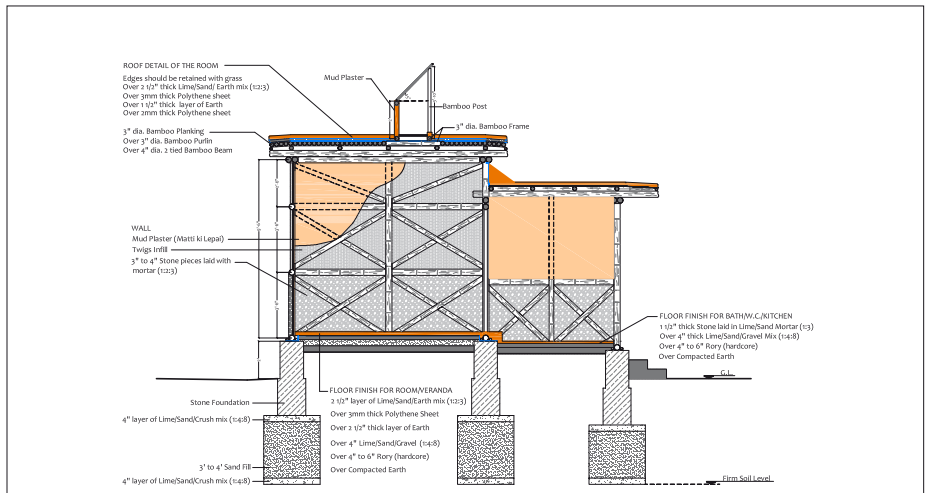 ROOF DETAIL OF THE ROOM
Edges should be retained with grass
Over 2 1/2" thick Lime/Sand/ Earth mix (1:2:3)
Over 3mm thick Polythene sheet
Over 1 1/2" thick layer of Earth
Over 2mm thick Polythene sheet
3" dia. Bamboo Planking
Over 3" dia. Bamboo Purlin
Over 4" dia. 2 tied Bamboo Beam
Mud Plaster
Bamboo Post
3" dia. Bamboo Frame
WALL
Mud Plaster (Matti ki Lepai)
Twigs Infill
3" to 4" Stone pieces laid with
mortar (1:2:3)
FLOOR FINISH FOR BATH/W.C./KITCHEN
1 1/2" thick Stone laid in Lime/Sand Mortar (1:3)
Over 4" thick Lime/Sand/Gravel Mix (1:4:8)
Over 4" to 6" Rory (hardcore)
Over Compacted Earth
G.L.
FLOOR FINISH FOR ROOM/VERANDA
2 1/2" layer of Lime/Sand/Earth mix (1:2:3)
Over 3mm thick Polythene Sheet
Over 2 1/2" thick layer of Earth
Over 4" Lime/Sand/Gravel (1:4:8)
Over 4" to 6" Rory (hardcore)
Over Compacted Earth
Stone Foundation
4" layer of Lime/Sand/Crush mix (1:4:8)
3' to 4' Sand Fill
4" layer of Lime/Sand/Crush mix (1:4:8)
Firm Soil Level